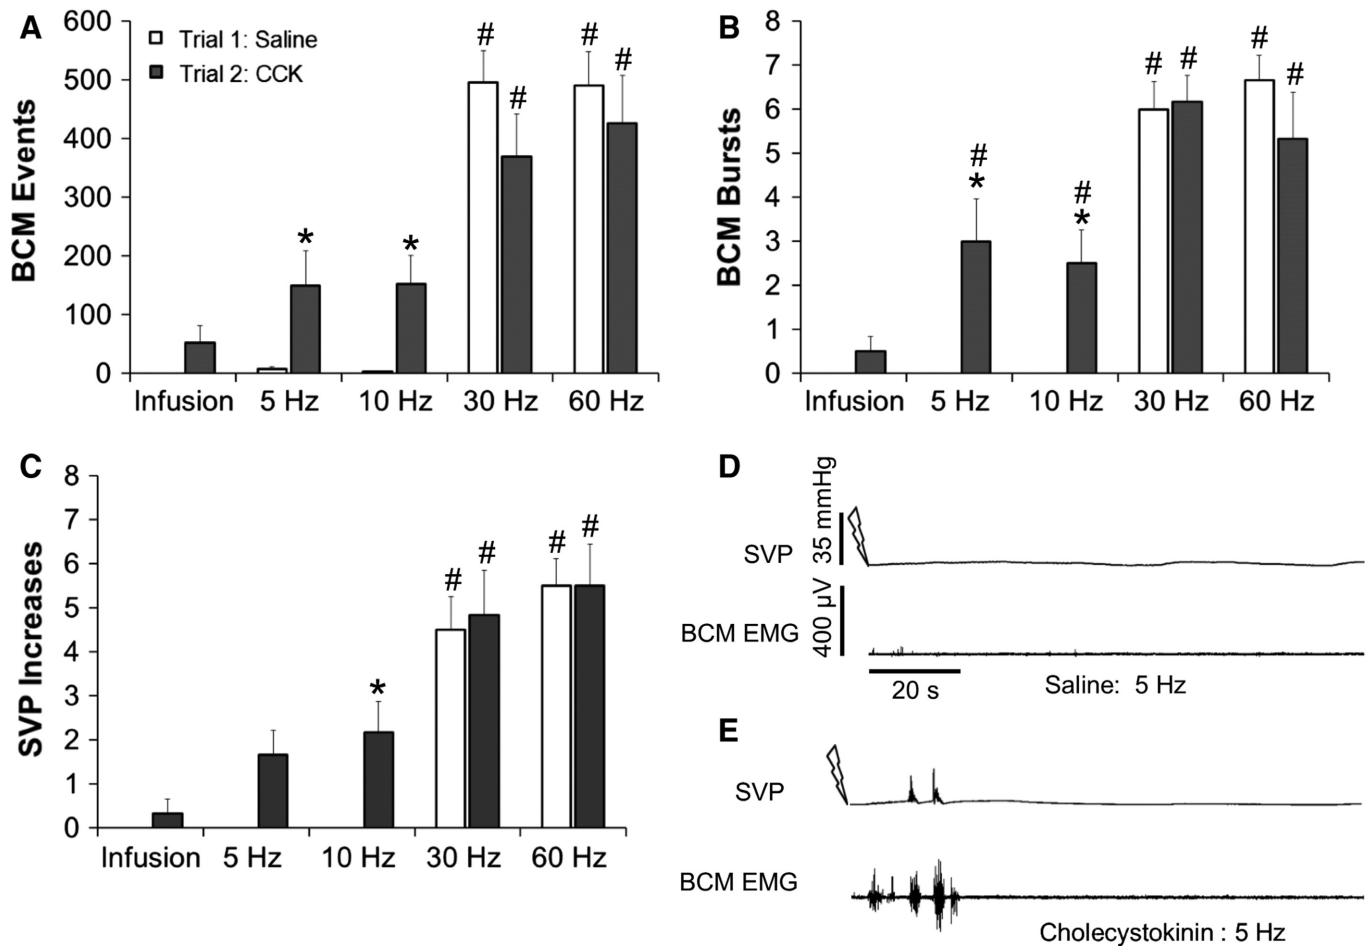 A
600
500
400
300
200
100
0
BCM Events
Trial 1: Saline
Trial 2: CCK
* * # # # #
Infusion 5 Hz 10 Hz 30 Hz 60 Hz
B
8
7
6
5
4
3
2
1
0
BCM Bursts
# * # * # # # #
Infusion 5 Hz 10 Hz 30 Hz 60 Hz
C
8
7
6
5
4
3
2
1
0
SVP Increases
* # # # #
Infusion 5 Hz 10 Hz 30 Hz 60 Hz
D
35 mmHg
SVP
400 µV
BCM EMG
20 s
Saline: 5 Hz
E
SVP
BCM EMG
Cholecystokinin : 5 Hz